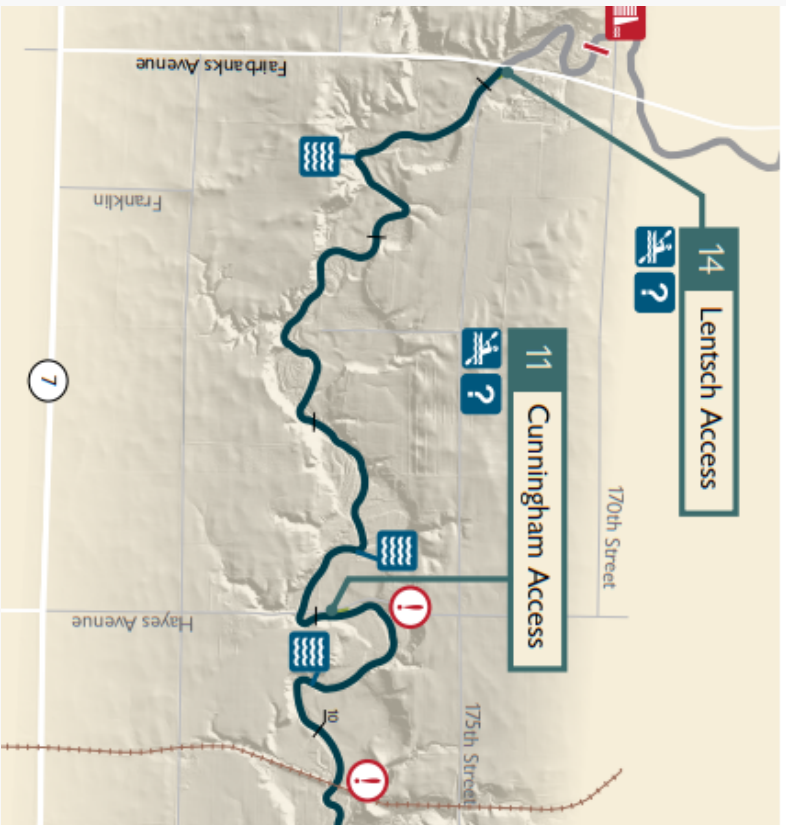 Fairbanks Avenue
Franklin
14 Lentsch Access
?
11 Cunningham Access
?
7
170th Street
!
Hayes Avenue
10
175th Street
!